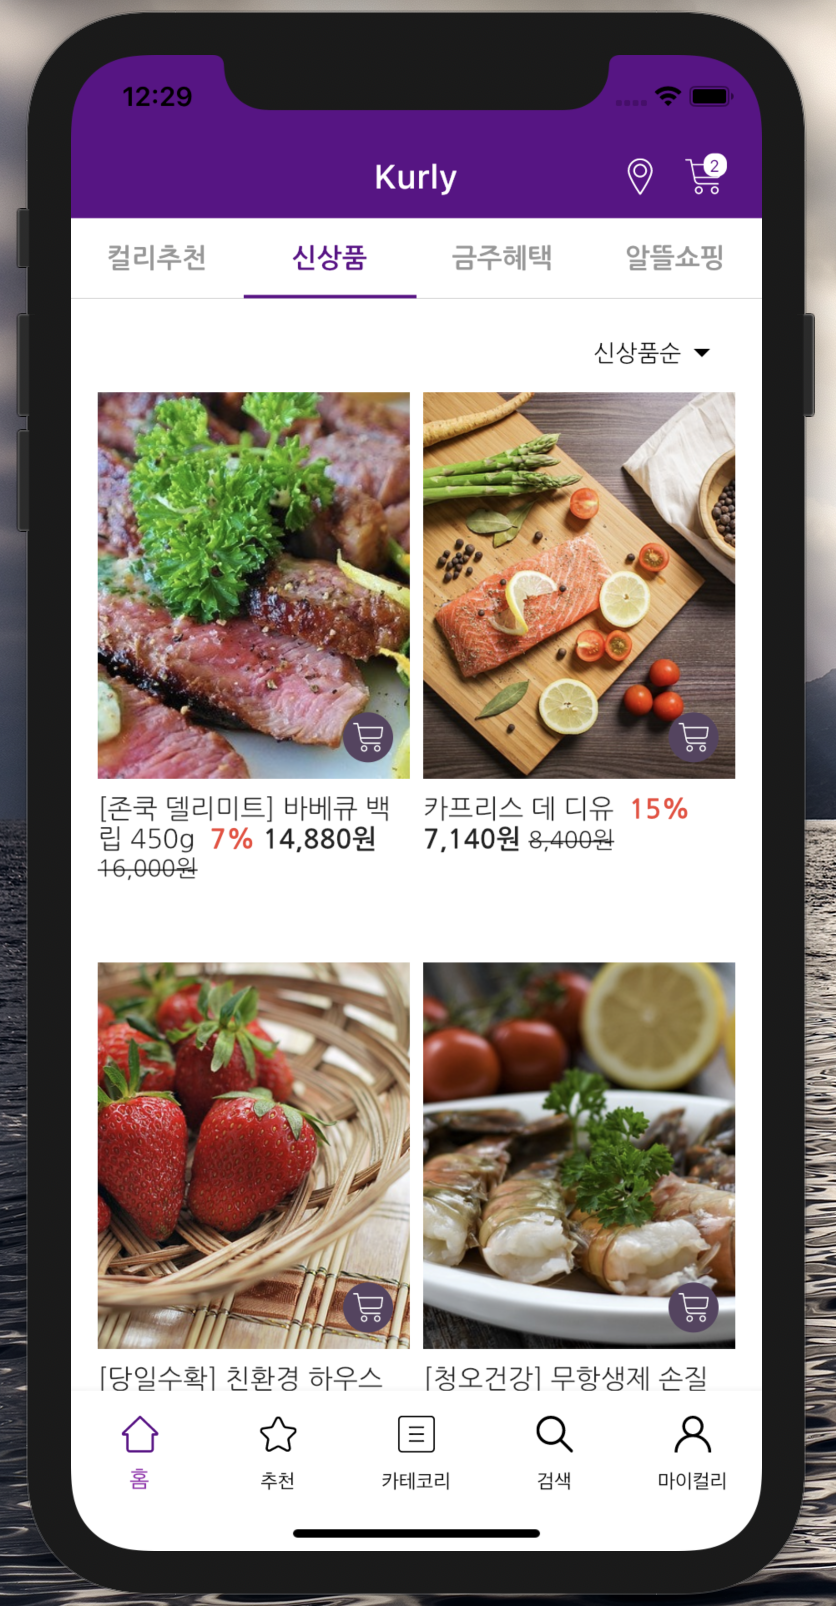 12:29
Kurly
2
컬리추천 신상품 금주혜택 알뜰쇼핑
신상품순
[존쿡 델리미트] 바베큐 백
립 450g 7% 14,880원
16,000원
카프리스 데 디유 15%
7,140원 8,400원
[당일수확] 친환경 하우스
[청오건강] 무항생제 손질
홈 추천 카테코리 검색 마이컬리